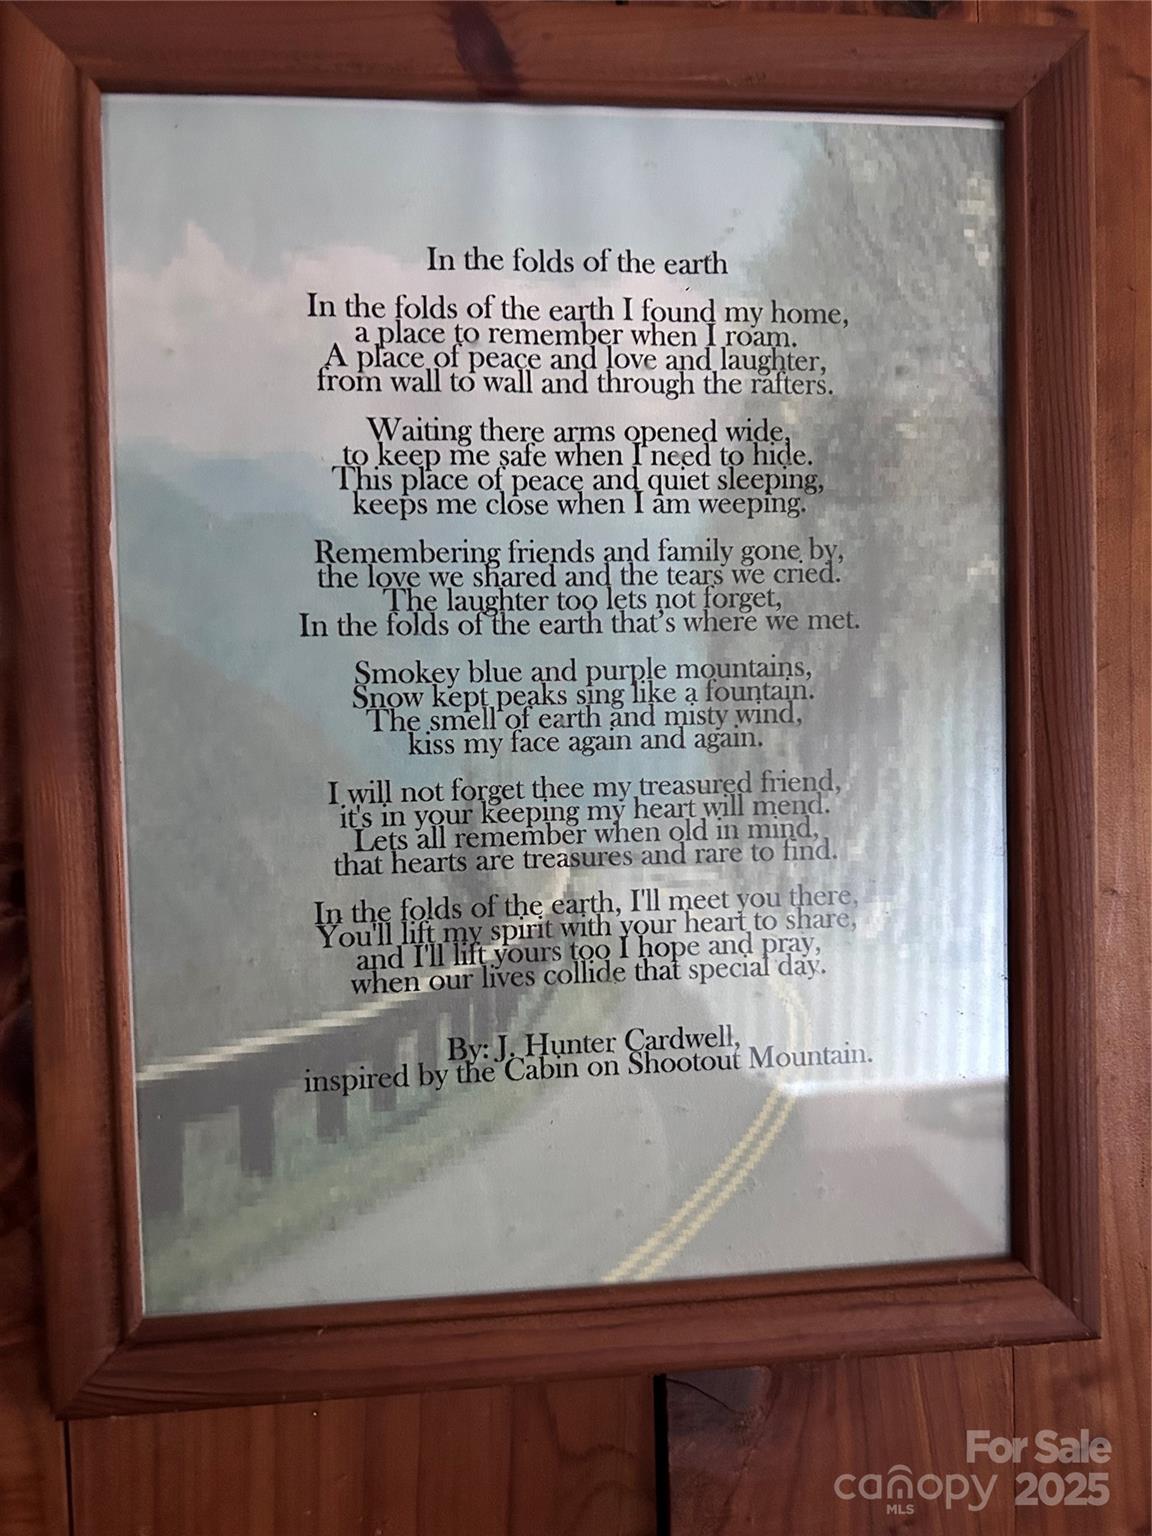 In the folds of the earth
In the folds of the earth I found my home,
a place to remember when I roam.
A place of peace and love and laughter,
from wall to wall and through the rafters.
Waiting there arms opened wide,
to keep me safe when I need to hide.
This place of peace and quiet sleeping,
keeps me close when I am weeping.
Remembering friends and family gone by,
the love we shared and the tears we cried.
The laughter too lets not forget,
In the folds of the earth that's where we met.
Smokey blue and purple mountains,
Snow kept peaks sing like a fountain.
The smell of earth and misty wind,
kiss my face again and again.
I will not forget thee my treasured friend,
it's in your keeping my heart will mend.
Lets all remember when old in mind,
that hearts are treasures and rare to find.
In the folds of the earth, I'll meet you there,
You'll lift my spirit with your heart to share,
and I'll lift yours too I hope and pray,
when our lives collide that special day.
By: J. Hunter Cardwell,
inspired by the Cabin on Shootout Mountain.
For Sale
canopy 2025
MLS